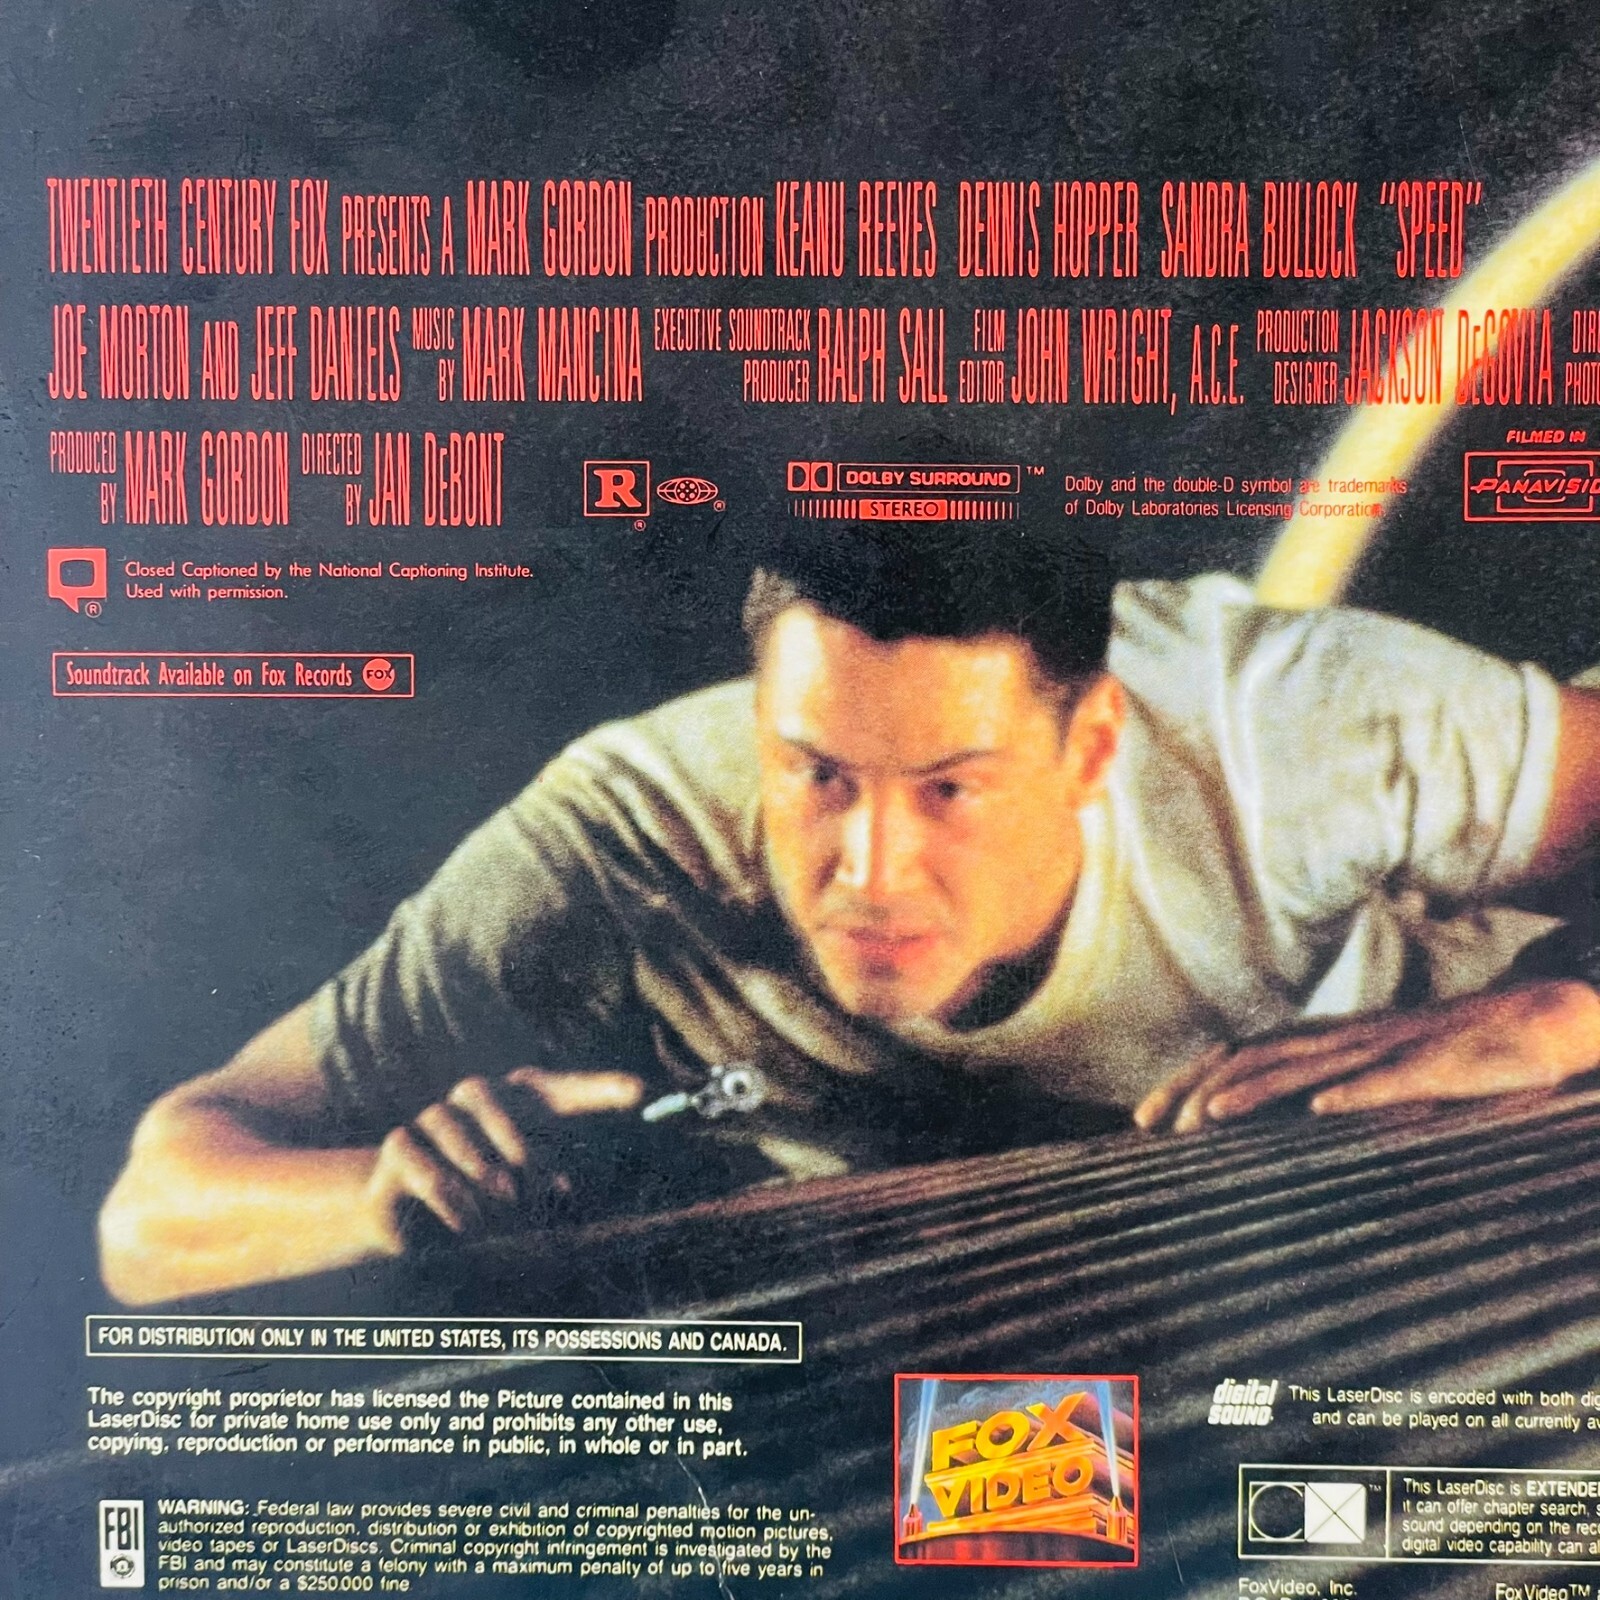 TWENTIETH CENTURY FOX PRESENTS A MARK GORDON PRODUCTION KEANU REEVES DENNIS HOPPER SANDRA BULLOCK "SPEED"
JOE MORTON AND JEFF DANIELS MUSIC BY MARK MANCINA EXECUTIVE SOUNDTRACK PRODUCER RALPH SALL FILM EDITOR JOHN WRIGHT, A.C.E. PRODUCTION DESIGNER JACKSON DEGOVIA
PRODUCED BY MARK GORDON DIRECTED BY JAN DEBONT
R ®
®
DOLBY SURROUND ™
STEREO
Dolby and the double-D symbol are trademarks
of Dolby Laboratories Licensing Corporation.
FILMED IN
PANAVISIO
Closed Captioned by the National Captioning Institute.
Used with permission.
®
Soundtrack Available on Fox Records FOX
FOR DISTRIBUTION ONLY IN THE UNITED STATES, ITS POSSESSIONS AND CANADA.
The copyright proprietor has licensed the Picture contained in this
LaserDisc for private home use only and prohibits any other use,
copying, reproduction or performance in public, in whole or in part.
FBI
WARNING: Federal law provides severe civil and criminal penalties for the un-
authorized reproduction, distribution or exhibition of copyrighted motion pictures,
video tapes or LaserDiscs. Criminal copyright infringement is investigated by the
FBI and may constitute a felony with a maximum penalty of up to five years in
prison and/or a $250,000 fine.
FOX
VIDEO
digital
SOUND
This LaserDisc is encoded with both dig
and can be played on all currently av
CX ™
This LaserDisc is EXTENDE
it can offer chapter search, s
sound depending on the rec
digital video capability can al
FoxVideo, Inc.
FoxVideo™